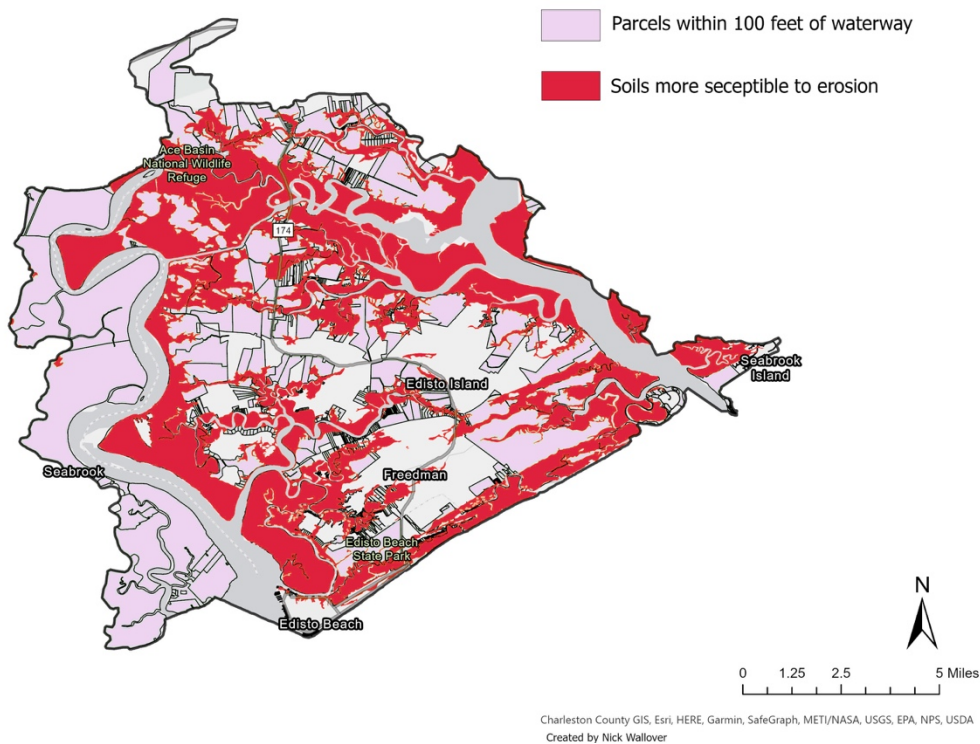 Parcels within 100 feet of waterway
Soils more seceptible to erosion
Ace Basin
National Wildlife
Refuge
174
Seabrook
Island
Edisto Island
Seabrook
Freedman
Edisto Beach
State Park
Edisto Beach
N
0 1.25 2.5 5 Miles
Charleston County GIS, Esri, HERE, Garmin, SafeGraph, METI/NASA, USGS, EPA, NPS, USDA
Created by Nick Wallover